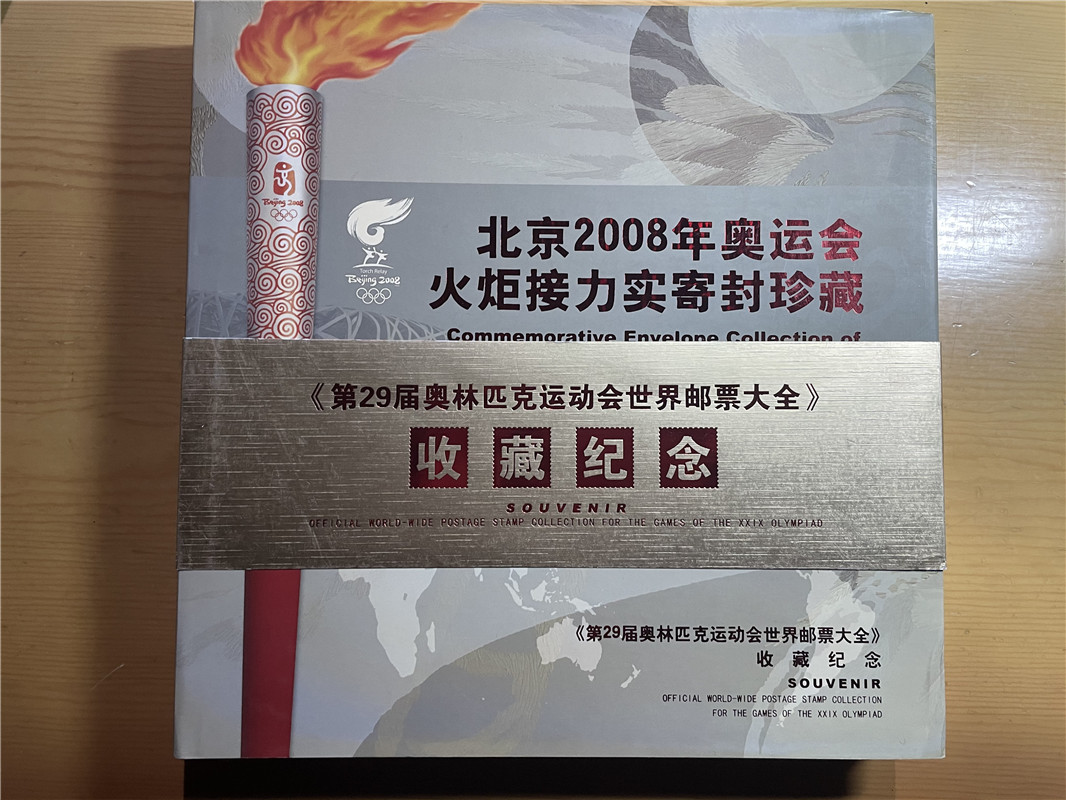 Beijing 2008
Torch Relay
Beijing 2008
北京2008年奥运会
火炬接力实寄封珍藏
Commemorative Envelope Collection of
《第29届奥林匹克运动会世界邮票大全》
收藏纪念
SOUVENIR
OFFICIAL WORLD-WIDE POSTAGE STAMP COLLECTION FOR THE GAMES OF THE XXIX OLYMPIAD
《第29届奥林匹克运动会世界邮票大全》
收藏纪念
SOUVENIR
OFFICIAL WORLD-WIDE POSTAGE STAMP COLLECTION
FOR THE GAMES OF THE XXIX OLYMPIAD